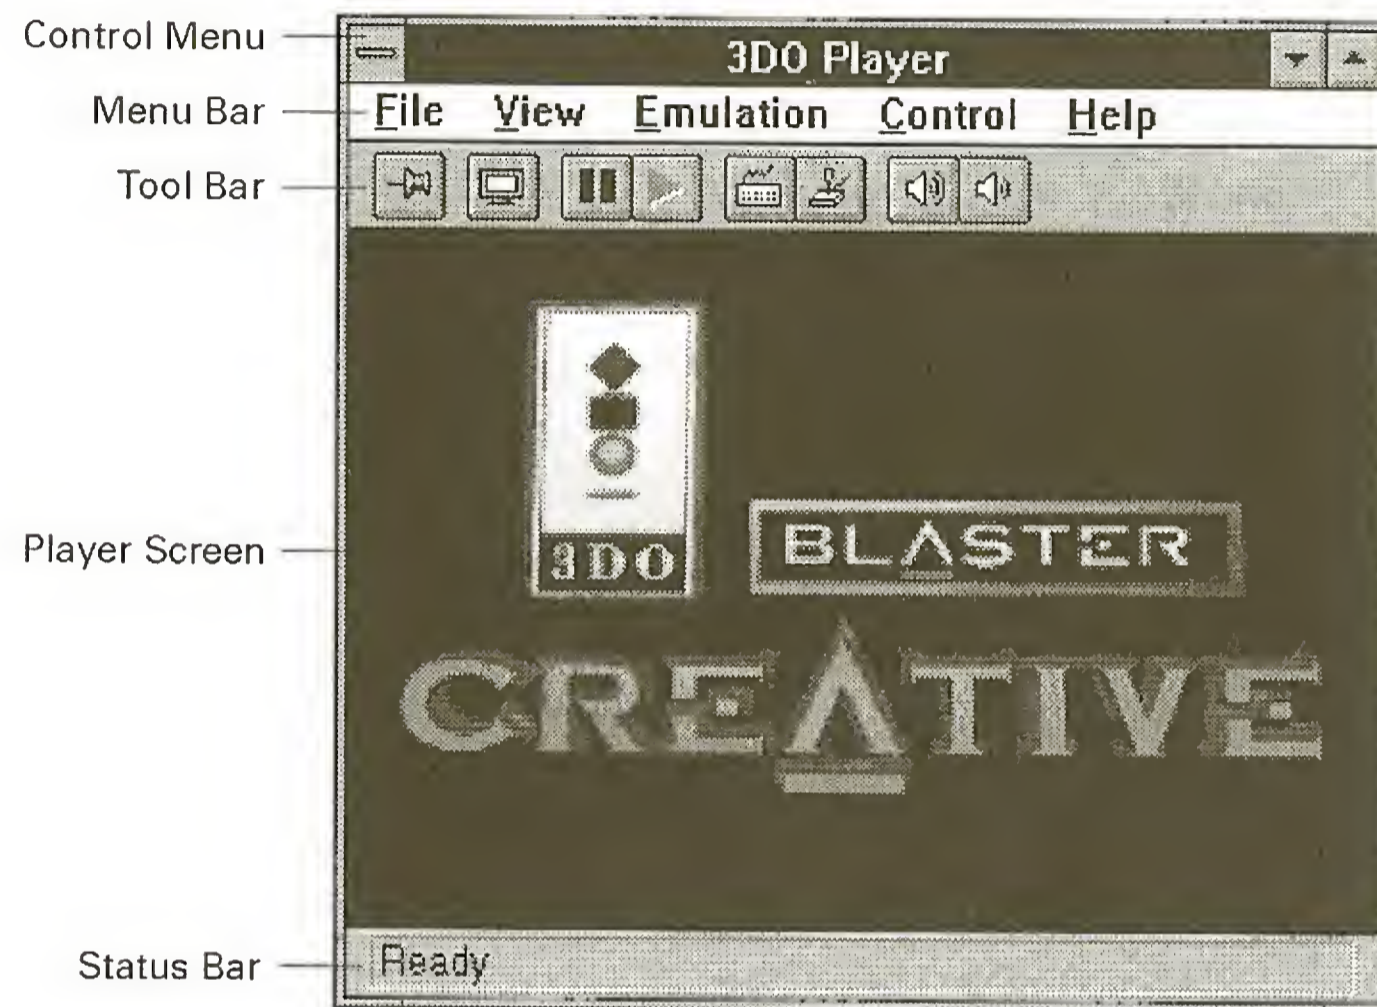 Control Menu
3DO Player
Menu Bar
File View Emulation Control Help
Tool Bar
3DO
BLASTER
Player Screen
CREATIVE
Status Bar
Ready